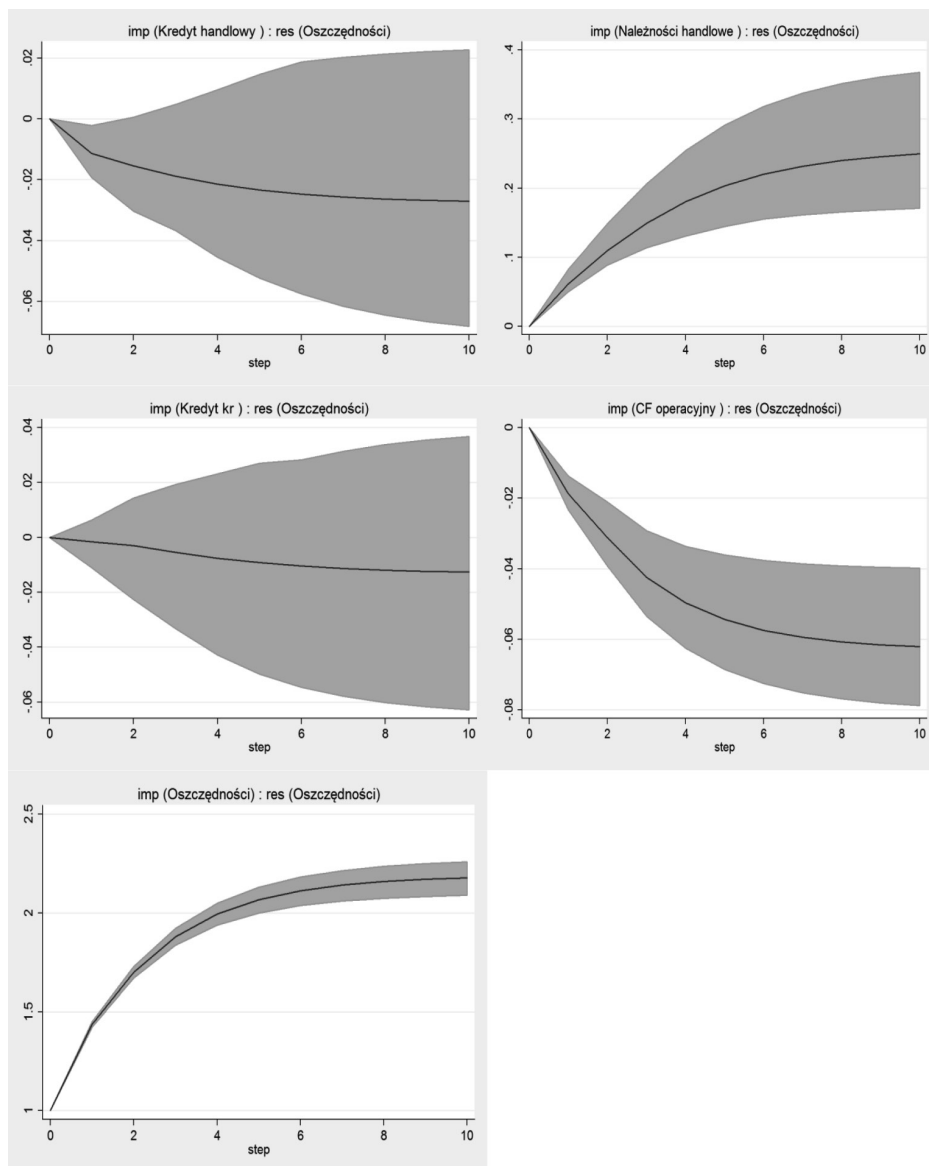 imp (Kredyt handlowy ) : res (Oszczędności)
.02
0
-.02
-.04
-.06
0 2 4 6 8 10
step
imp (Należności handlowe ) : res (Oszczędności)
.4
.3
.2
.1
0
0 2 4 6 8 10
step
imp (Kredyt kr ) : res (Oszczędności)
.04
.02
0
-.02
-.04
-.06
0 2 4 6 8 10
step
imp (CF operacyjny ) : res (Oszczędności)
0
-.02
-.04
-.06
-.08
0 2 4 6 8 10
step
imp (Oszczędności) : res (Oszczędności)
2.5
2
1.5
1
0 2 4 6 8 10
step